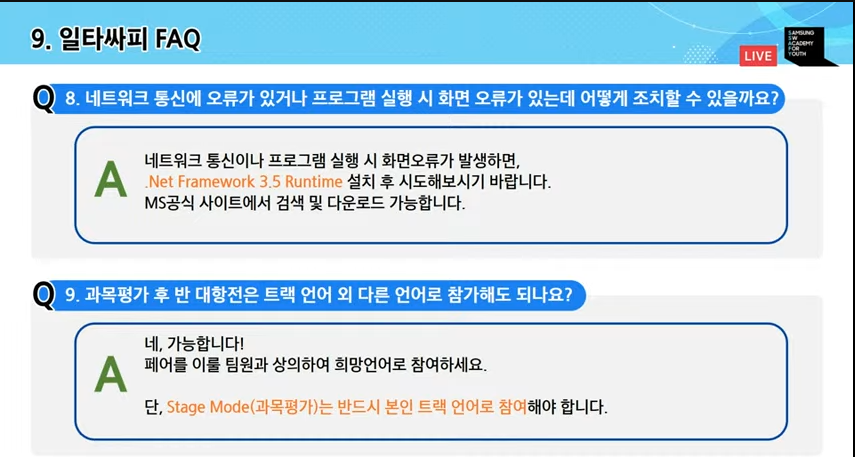 9. 일타싸피 FAQ
LIVE
SAMSUNG
SW
ACADEMY
FOR
YOUTH
Q 8. 네트워크 통신에 오류가 있거나 프로그램 실행 시 화면 오류가 있는데 어떻게 조치할 수 있을까요?
A
네트워크 통신이나 프로그램 실행 시 화면오류가 발생하면,
.Net Framework 3.5 Runtime 설치 후 시도해보시기 바랍니다.
MS공식 사이트에서 검색 및 다운로드 가능합니다.
Q 9. 과목평가 후 반 대항전은 트랙 언어 외 다른 언어로 참가해도 되나요?
A
네, 가능합니다!
페어를 이룰 팀원과 상의하여 희망언어로 참여하세요.
단, Stage Mode(과목평가)는 반드시 본인 트랙 언어로 참여해야 합니다.